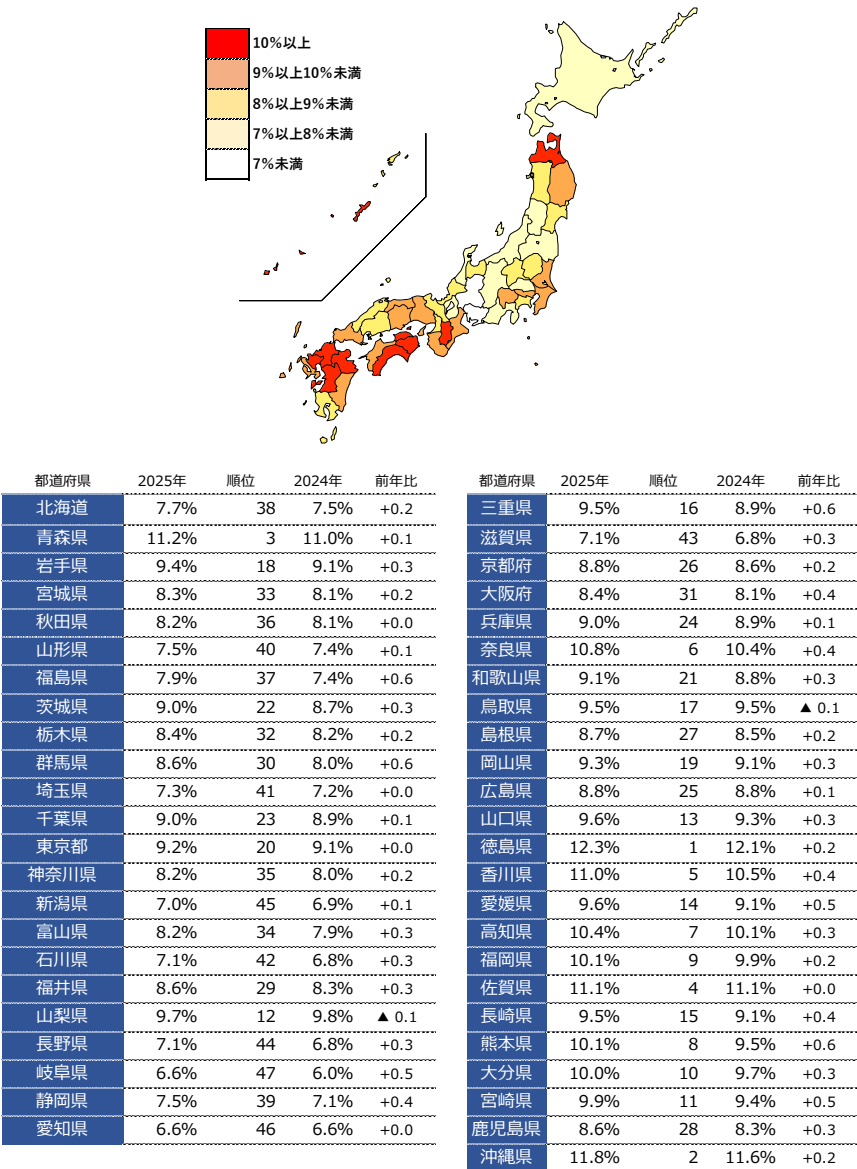 10%以上
9%以上10%未満
8%以上9%未満
7%以上8%未満
7%未満
都道府県 2025年 順位 2024年 前年比
北海道 7.7% 38 7.5% +0.2
青森県 11.2% 3 11.0% +0.1
岩手県 9.4% 18 9.1% +0.3
宮城県 8.3% 33 8.1% +0.2
秋田県 8.2% 36 8.1% +0.0
山形県 7.5% 40 7.4% +0.1
福島県 7.9% 37 7.4% +0.6
茨城県 9.0% 22 8.7% +0.3
栃木県 8.4% 32 8.2% +0.2
群馬県 8.6% 30 8.0% +0.6
埼玉県 7.3% 41 7.2% +0.0
千葉県 9.0% 23 8.9% +0.1
東京都 9.2% 20 9.1% +0.0
神奈川県 8.2% 35 8.0% +0.2
新潟県 7.0% 45 6.9% +0.1
富山県 8.2% 34 7.9% +0.3
石川県 7.1% 42 6.8% +0.3
福井県 8.6% 29 8.3% +0.3
山梨県 9.7% 12 9.8% ▲ 0.1
長野県 7.1% 44 6.8% +0.3
岐阜県 6.6% 47 6.0% +0.5
静岡県 7.5% 39 7.1% +0.4
愛知県 6.6% 46 6.6% +0.0
都道府県 2025年 順位 2024年 前年比
三重県 9.5% 16 8.9% +0.6
滋賀県 7.1% 43 6.8% +0.3
京都府 8.8% 26 8.6% +0.2
大阪府 8.4% 31 8.1% +0.4
兵庫県 9.0% 24 8.9% +0.1
奈良県 10.8% 6 10.4% +0.4
和歌山県 9.1% 21 8.8% +0.3
鳥取県 9.5% 17 9.5% ▲ 0.1
島根県 8.7% 27 8.5% +0.2
岡山県 9.3% 19 9.1% +0.3
広島県 8.8% 25 8.8% +0.1
山口県 9.6% 13 9.3% +0.3
徳島県 12.3% 1 12.1% +0.2
香川県 11.0% 5 10.5% +0.4
愛媛県 9.6% 14 9.1% +0.5
高知県 10.4% 7 10.1% +0.3
福岡県 10.1% 9 9.9% +0.2
佐賀県 11.1% 4 11.1% +0.0
長崎県 9.5% 15 9.1% +0.4
熊本県 10.1% 8 9.5% +0.6
大分県 10.0% 10 9.7% +0.3
宮崎県 9.9% 11 9.4% +0.5
鹿児島県 8.6% 28 8.3% +0.3
沖縄県 11.8% 2 11.6% +0.2